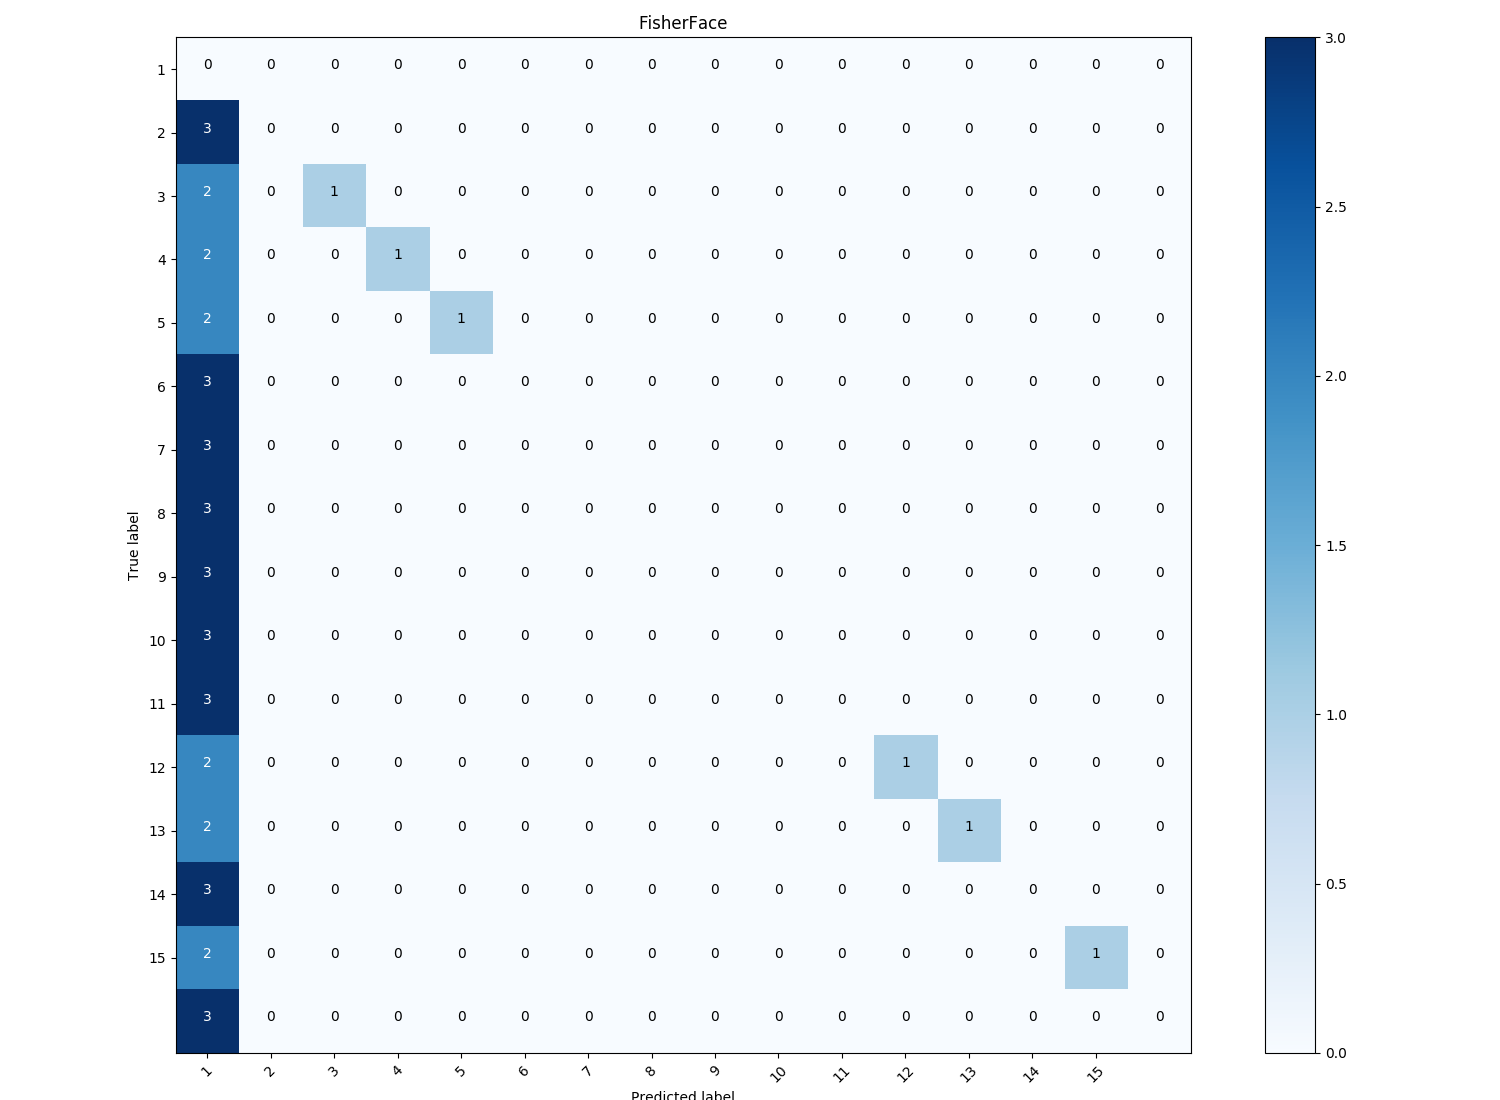 FisherFace
1 0 0 0 0 0 0 0 0 0 0 0 0 0 0 0 0
2 3 0 0 0 0 0 0 0 0 0 0 0 0 0 0 0
3 2 0 1 0 0 0 0 0 0 0 0 0 0 0 0 0
4 2 0 0 1 0 0 0 0 0 0 0 0 0 0 0 0
5 2 0 0 0 1 0 0 0 0 0 0 0 0 0 0 0
6 3 0 0 0 0 0 0 0 0 0 0 0 0 0 0 0
7 3 0 0 0 0 0 0 0 0 0 0 0 0 0 0 0
8 3 0 0 0 0 0 0 0 0 0 0 0 0 0 0 0
9 3 0 0 0 0 0 0 0 0 0 0 0 0 0 0 0
10 3 0 0 0 0 0 0 0 0 0 0 0 0 0 0 0
11 3 0 0 0 0 0 0 0 0 0 0 0 0 0 0 0
12 2 0 0 0 0 0 0 0 0 0 0 1 0 0 0 0
13 2 0 0 0 0 0 0 0 0 0 0 0 1 0 0 0
14 3 0 0 0 0 0 0 0 0 0 0 0 0 0 0 0
15 2 0 0 0 0 0 0 0 0 0 0 0 0 0 1 0
3 0 0 0 0 0 0 0 0 0 0 0 0 0 0 0
1 2 3 4 5 6 7 8 9 10 11 12 13 14 15
True label
Predicted label
3.0
2.5
2.0
1.5
1.0
0.5
0.0